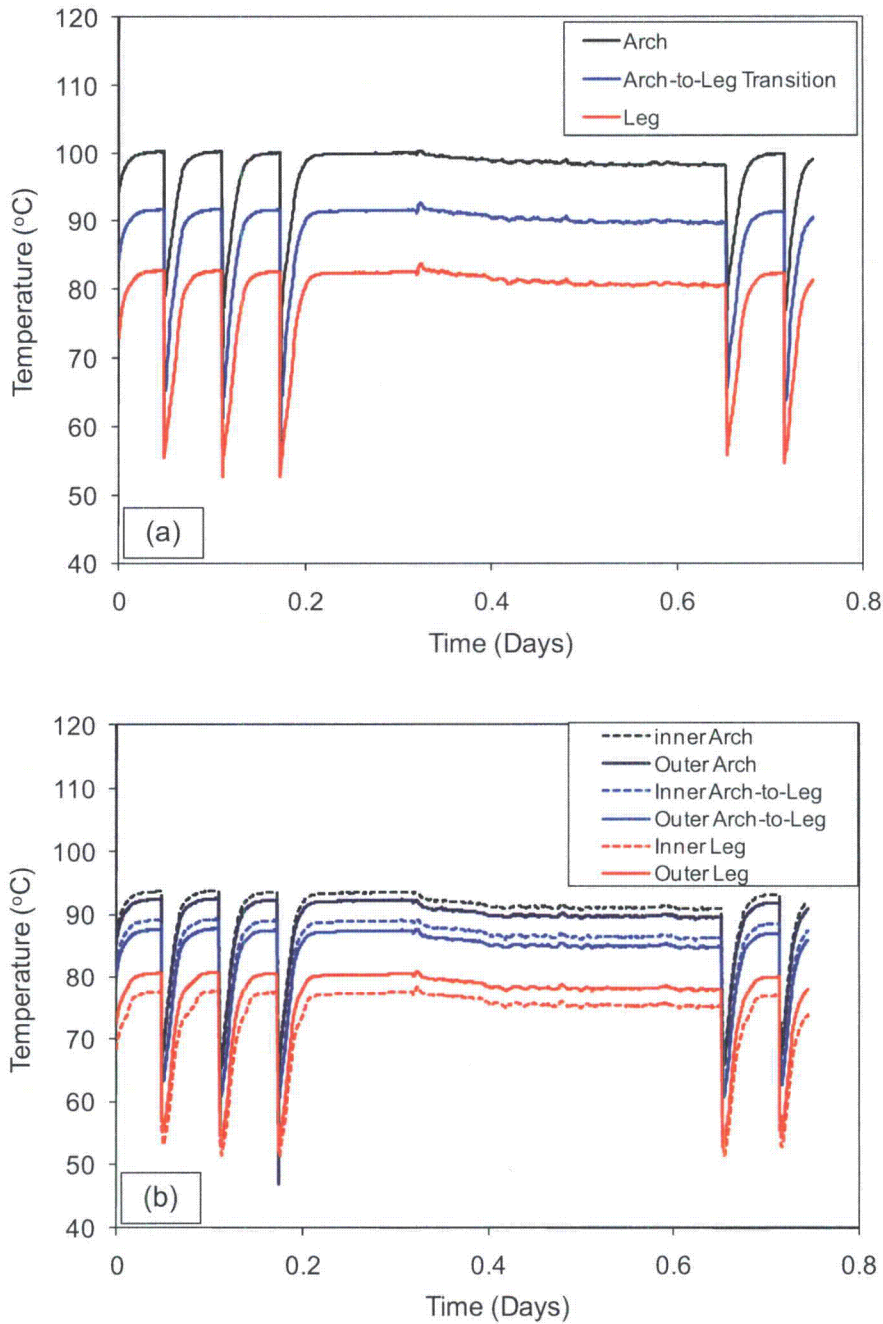 120
110
100
90
80
70
60
50
40
Temperature (°C)
Arch
Arch-to-Leg Transition
Leg
(a)
0
0.2
0.4
0.6
0.8
Time (Days)
120
110
100
90
80
70
60
50
40
Temperature (°C)
inner Arch
Outer Arch
Inner Arch-to-Leg
Outer Arch-to-Leg
Inner Leg
Outer Leg
(b)
0
0.2
0.4
0.6
0.8
Time (Days)